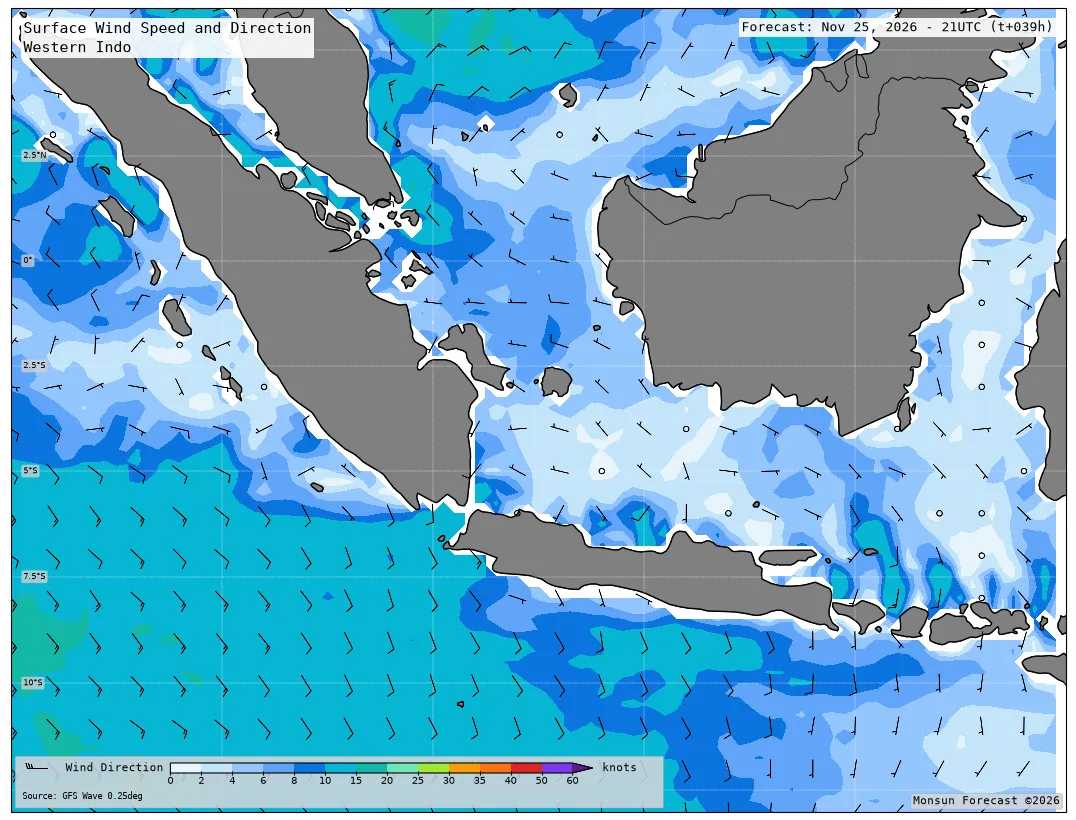 Surface Wind Speed and Direction
Western Indo
Forecast: Nov 25, 2026 - 21UTC (t+039h)
2.5°N
0°
2.5°S
5°S
7.5°S
10°S
Wind Direction
0 2 4 6 8 10 15 20 25 30 35 40 50 60
knots
Source: GFS Wave 0.25deg
Monsun Forecast ©2026